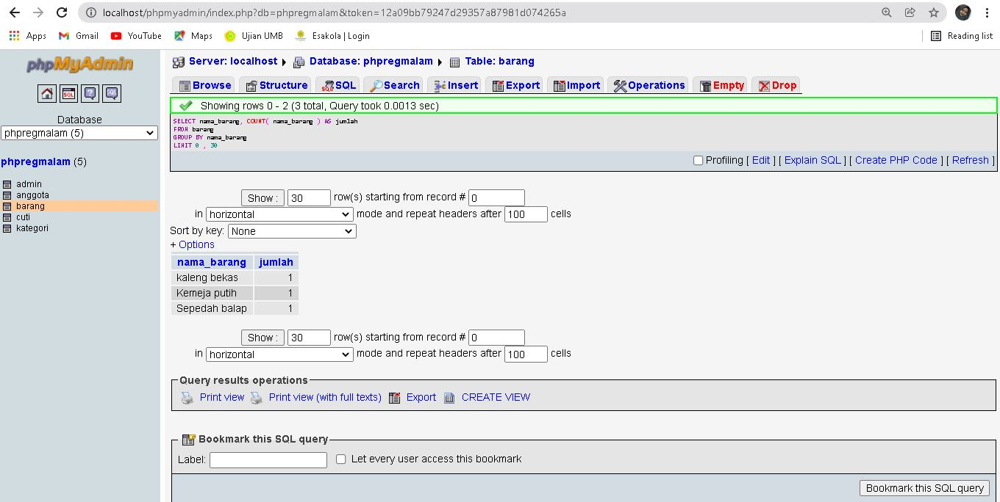 localhost/phpmyadmin/index.php?db=phpregmalam&token=12a09bb79247d29357a87981d074265a
Apps Gmail YouTube Maps Ujian UMB Esakola | Login Reading list
phpMyAdmin
SQL
SQL
Database
phpregmalam (5)
phpregmalam (5)
admin
anggota
barang
cuti
kategori
Server: localhost Database: phpregmalam Table: barang
Browse Structure SQL Search Insert Export Import Operations Empty Drop
Showing rows 0 - 2 (3 total, Query took 0.0013 sec)
SELECT nama_barang, COUNT( nama_barang ) AS jumlah
FROM barang
GROUP BY nama_barang
LIMIT 0 , 30
Profiling [ Edit ] [ Explain SQL ] [ Create PHP Code ] [ Refresh ]
Show : 30 row(s) starting from record # 0
in horizontal mode and repeat headers after 100 cells
Sort by key: None
+ Options
nama_barang jumlah
kaleng bekas 1
Kemeja putih 1
Sepedah balap 1
Show : 30 row(s) starting from record # 0
in horizontal mode and repeat headers after 100 cells
Query results operations
Print view Print view (with full texts) Export CREATE VIEW
Bookmark this SQL query
Label: Let every user access this bookmark
Bookmark this SQL query